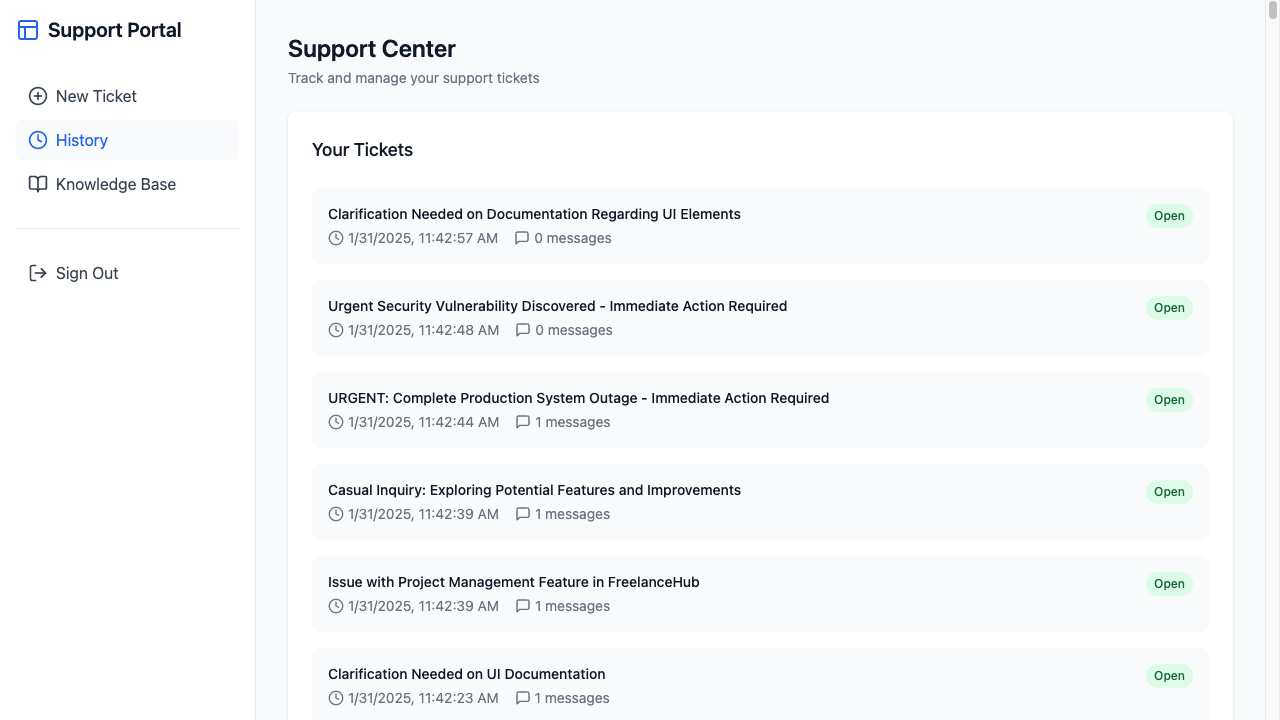 Support Portal
New Ticket
History
Knowledge Base
Sign Out
Support Center
Track and manage your support tickets
Your Tickets
Clarification Needed on Documentation Regarding UI Elements
Open
1/31/2025, 11:42:57 AM 0 messages
Urgent Security Vulnerability Discovered - Immediate Action Required
Open
1/31/2025, 11:42:48 AM 0 messages
URGENT: Complete Production System Outage - Immediate Action Required
Open
1/31/2025, 11:42:44 AM 1 messages
Casual Inquiry: Exploring Potential Features and Improvements
Open
1/31/2025, 11:42:39 AM 1 messages
Issue with Project Management Feature in FreelanceHub
Open
1/31/2025, 11:42:39 AM 1 messages
Clarification Needed on UI Documentation
Open
1/31/2025, 11:42:23 AM 1 messages